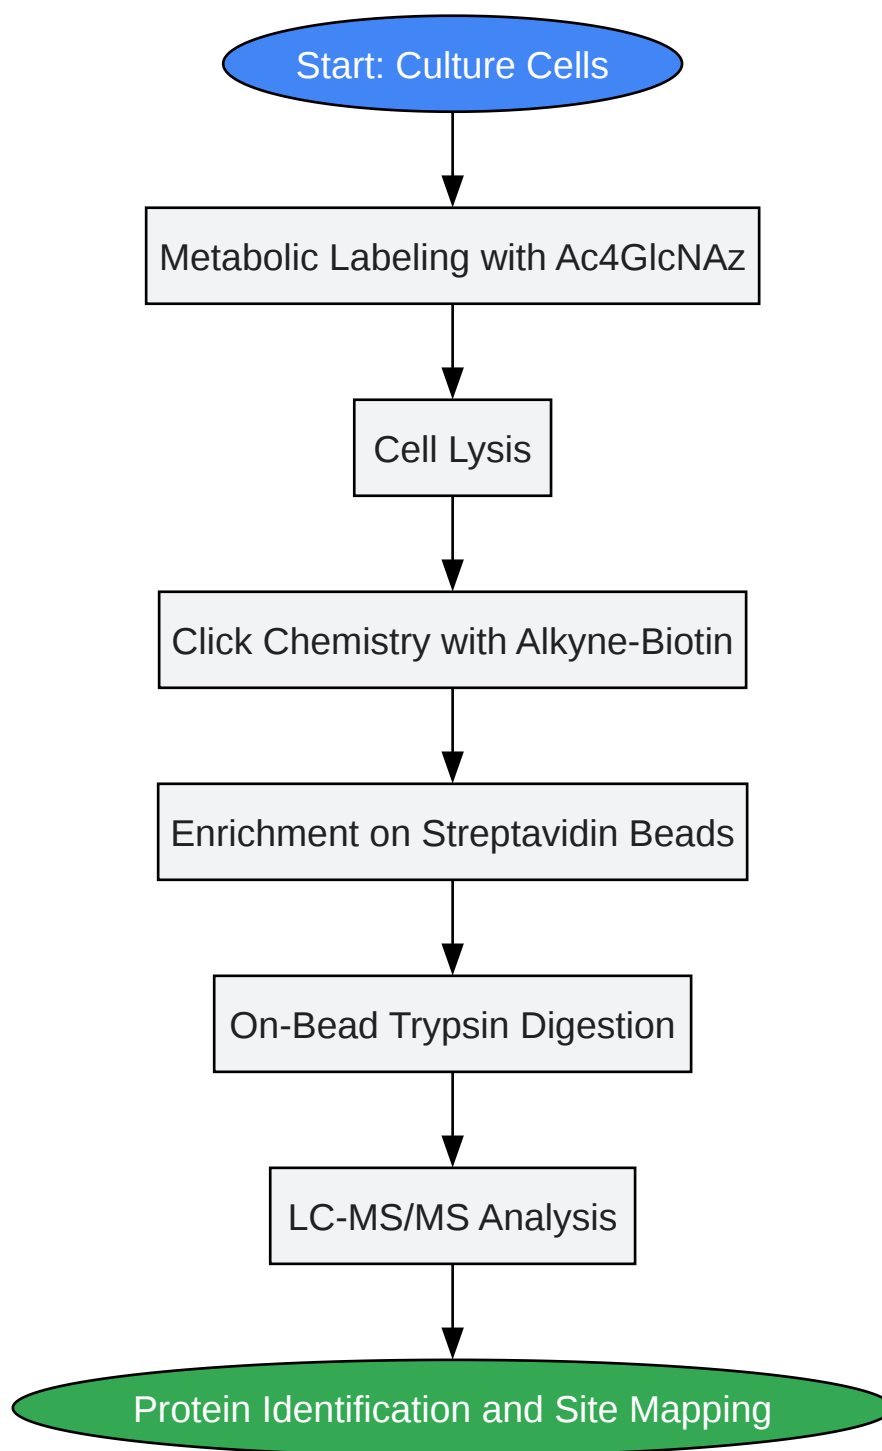 Start: Culture Cells
Metabolic Labeling with Ac4GlcNAz
Cell Lysis
Click Chemistry with Alkyne-Biotin
Enrichment on Streptavidin Beads
On-Bead Trypsin Digestion
LC-MS/MS Analysis
Protein Identification and Site Mapping